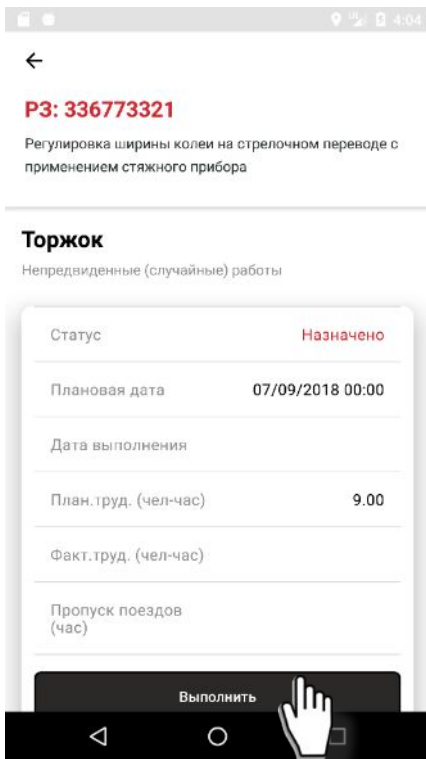 4:04
РЗ: 336773321
Регулировка ширины колеи на стрелочном переводе с
применением стяжного прибора
Торжок
Непредвиденные (случайные) работы
Статус Назначено
Плановая дата 07/09/2018 00:00
Дата выполнения
План.труд. (чел-час) 9.00
Факт.труд. (чел-час)
Пропуск поездов
(час)
Выполнить